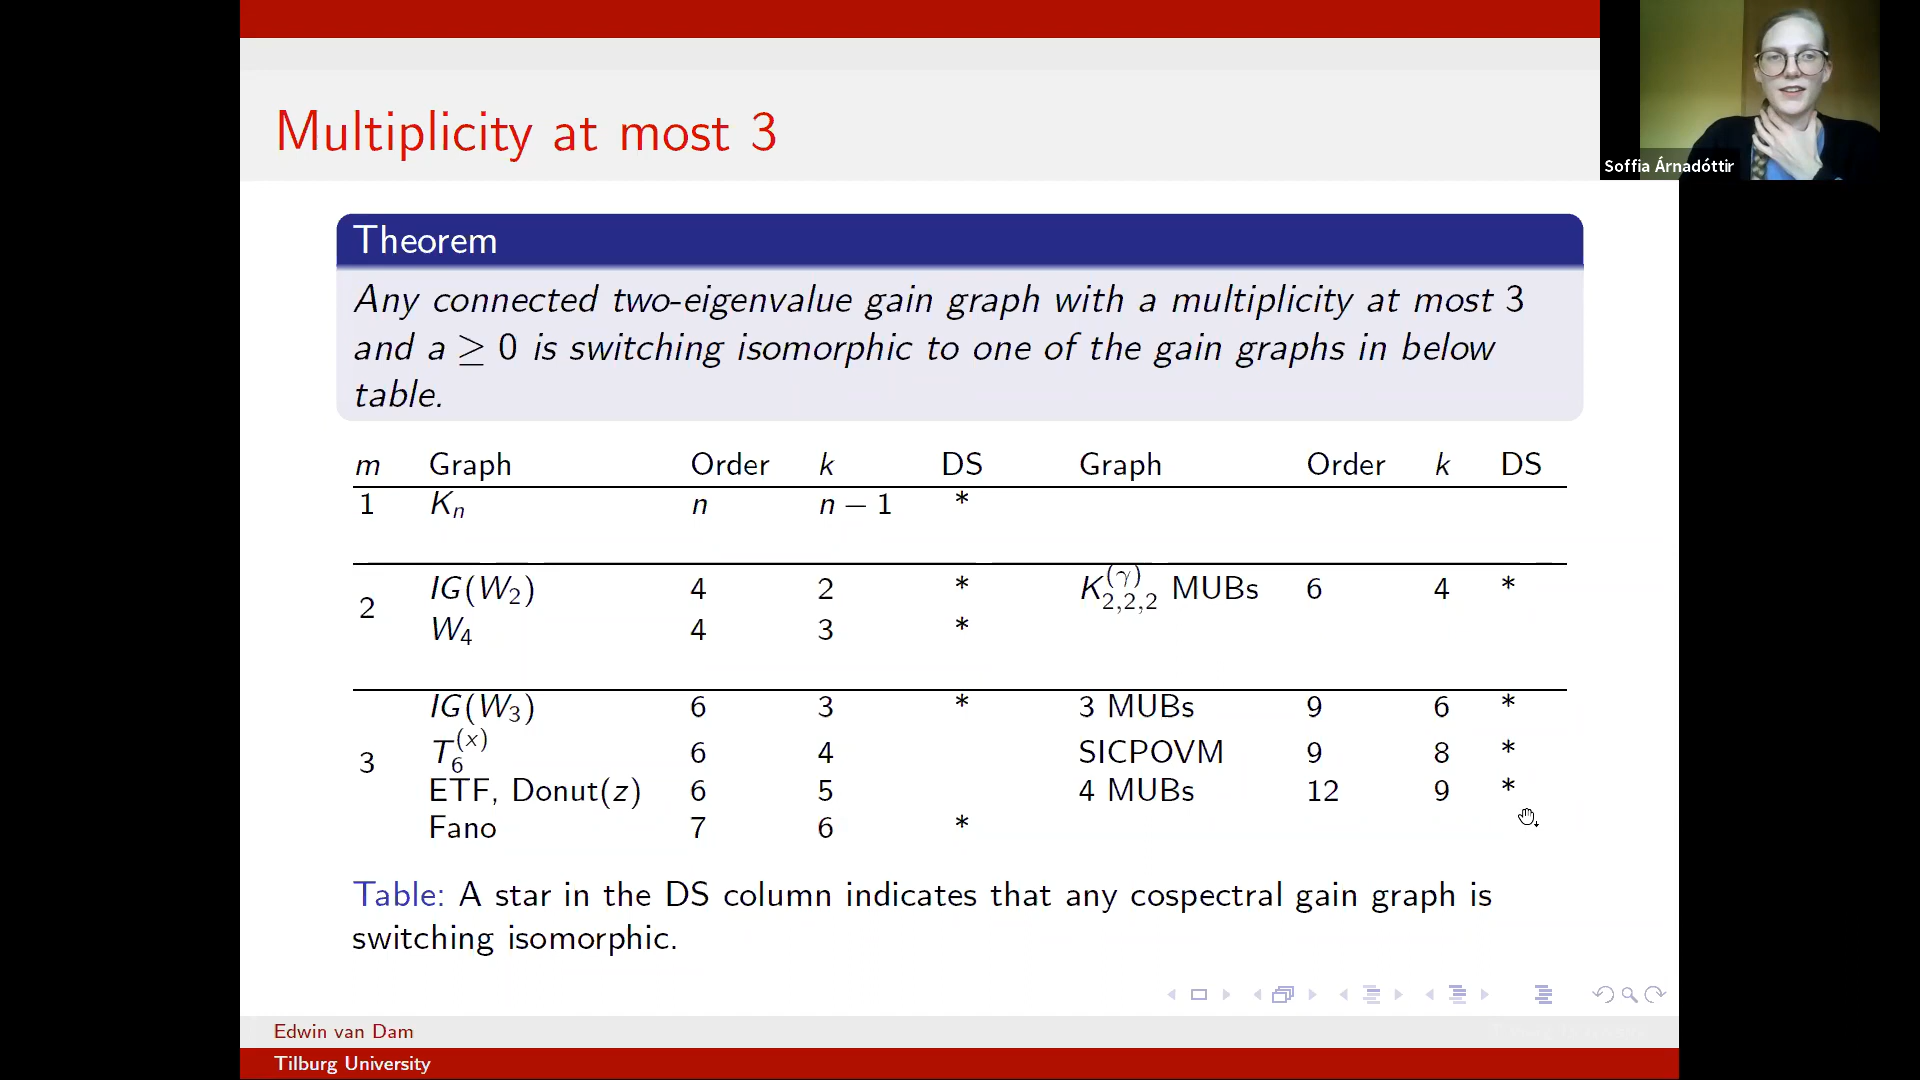 Multiplicity at most 3
Soffia Árnadóttir
Theorem
Any connected two-eigenvalue gain graph with a multiplicity at most 3
and a ≥ 0 is switching isomorphic to one of the gain graphs in below
table.
m Graph Order k DS Graph Order k DS
1 K_n n n − 1 *
2 IG(W_2) 4 2 * K_{2,2,2}^{(γ)} MUBs 6 4 *
W_4 4 3 *
3 IG(W_3) 6 3 * 3 MUBs 9 6 *
T_6^{(x)} 6 4 SICPOVM 9 8 *
ETF, Donut(z) 6 5 4 MUBs 12 9 *
Fano 7 6 *
Table: A star in the DS column indicates that any cospectral gain graph is
switching isomorphic.
Edwin van Dam
Tilburg University